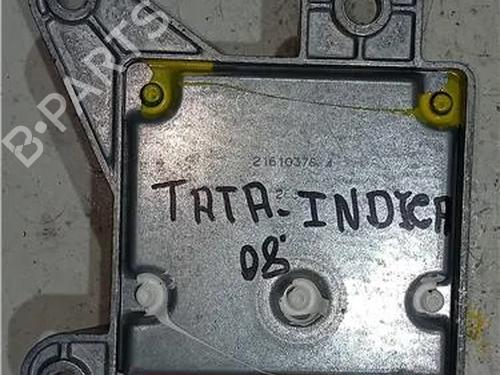 B-PARTS
21610376 A
TATA-INDICA
08